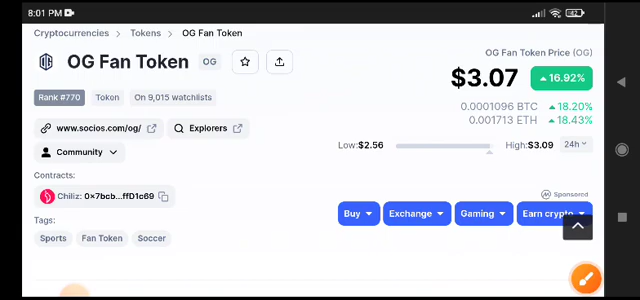 8:01 PM
Cryptocurrencies > Tokens > OG Fan Token
OG Fan Token OG
Rank #770 Token On 9,015 watchlists
www.socios.com/og/ Explorers
Community
Contracts:
Chiliz: 0x7bcb...ffD1c69
Tags:
Sports Fan Token Soccer
OG Fan Token Price (OG)
$3.07 16.92%
0.0001096 BTC 18.20%
0.001713 ETH 18.43%
Low:$2.56 High:$3.09 24h
Sponsored
Buy Exchange Gaming Earn crypto